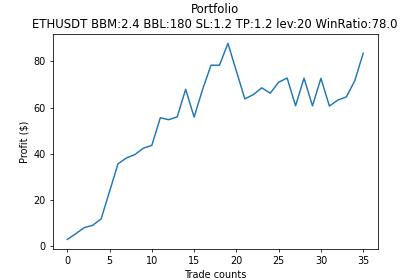 Portfolio
ETHUSDT BBM:2.4 BBL:180 SL:1.2 TP:1.2 lev:20 WinRatio:78.0
80
60
40
20
0
Profit ($)
0 5 10 15 20 25 30 35
Trade counts